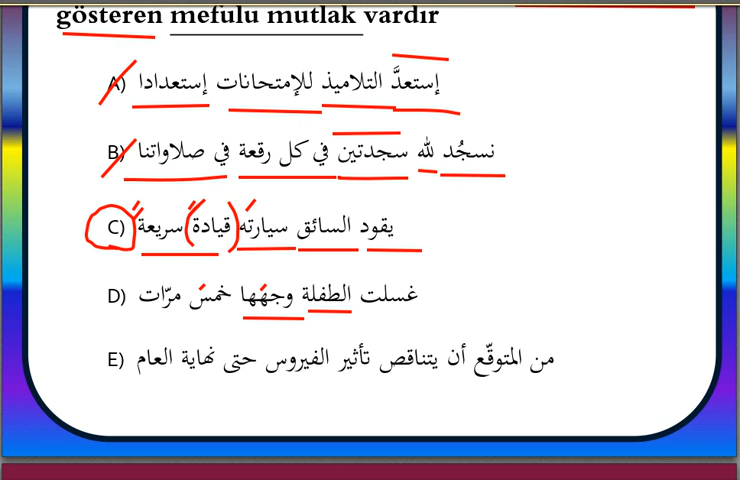 gösteren mefulu mutlak vardır
A) إستعدَّ التلاميذ للإمتحانات إستعدادا
B) نسجُد لله سجدتين في كل رقعة في صلاواتنا
C) يقود السائق سيارته قيادة سريعة
D) غسلت الطفلة وجهها خمس مرّات
E) من المتوقّع أن يتناقص تأثير الفيروس حتى نهاية العام